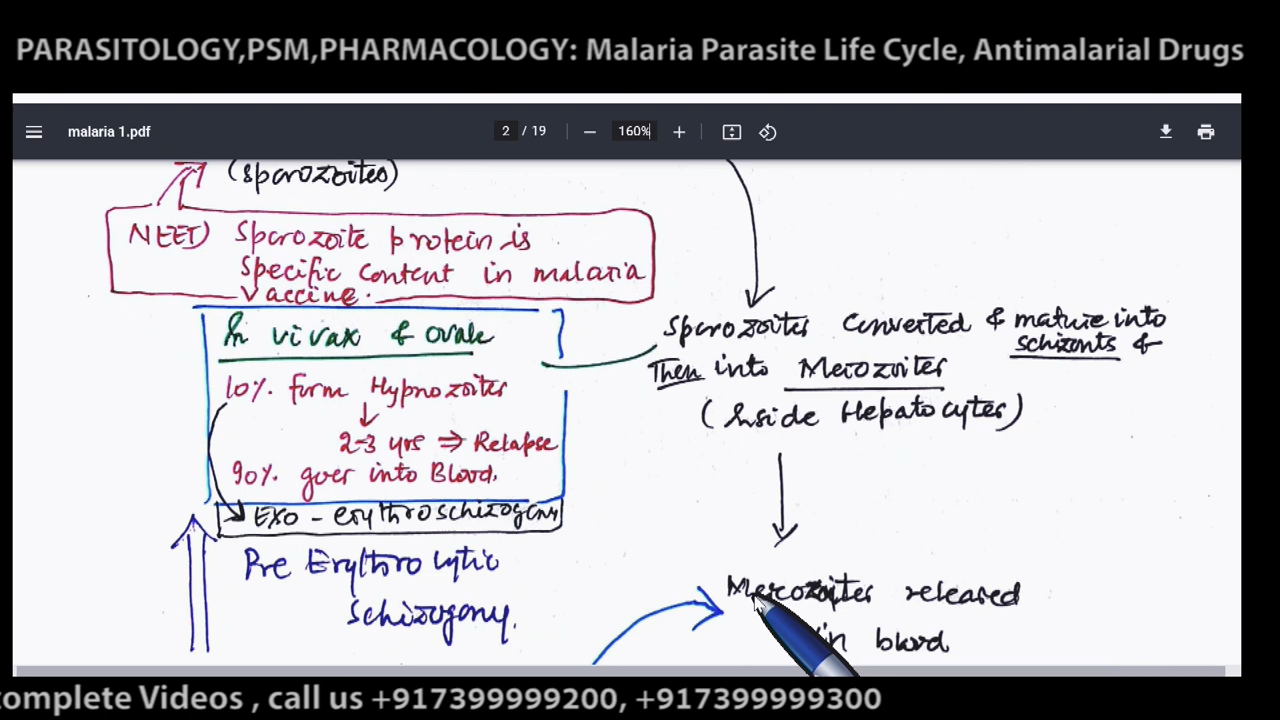 PARASITOLOGY,PSM,PHARMACOLOGY: Malaria Parasite Life Cycle, Antimalarial Drugs
malaria 1.pdf
2 / 19
160%
(Sporozoites)
NEET) Sporozoite protein is
Specific Content in malaria
Vaccine.
In vivax & ovale
10% form Hypnozoites
2-3 yrs ⇒ Relapse
90% goes into Blood.
Exo - erythroschizogony
Pre Erythrocytic
Schizogony.
Sporozoites Converted & mature into
schizonts &
Then into Merozoites
(Inside Hepatocytes)
Merozoites released
in blood
complete Videos , call us +917399999200, +917399999300